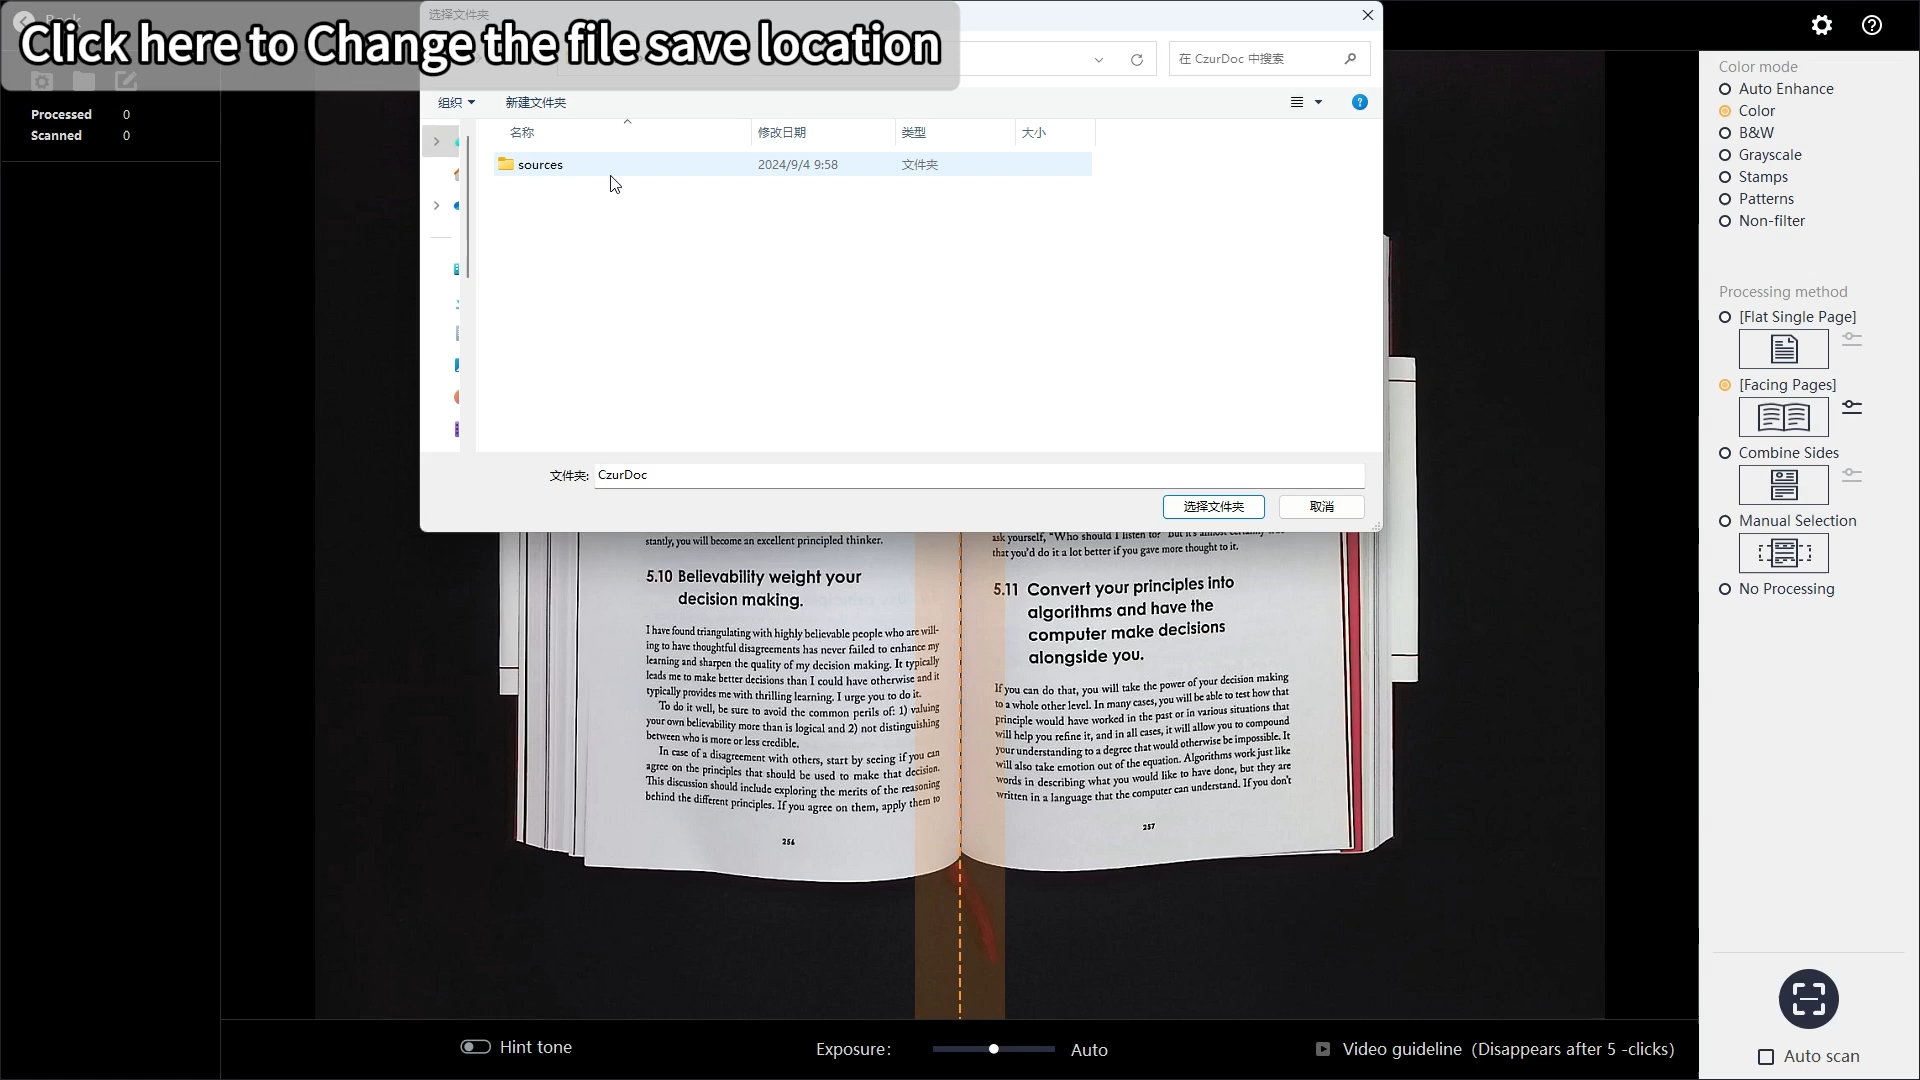 Click here to Change the file save location
选择文件夹
在 CzurDoc 中搜索
组织
新建文件夹
Processed 0
Scanned 0
名称 修改日期 类型 大小
sources 2024/9/4 9:58 文件夹
文件夹: CzurDoc
选择文件夹 取消
stantly, you will become an excellent principled thinker.
5.10 Believability weight your
decision making.
I have found triangulating with highly believable people who are will-
ing to have thoughtful disagreements has never failed to enhance my
learning and sharpen the quality of my decision making. It typically
leads me to make better decisions than I could have otherwise and it
typically provides me with thrilling learning. I urge you to do it.
To do it well, be sure to avoid the common perils of: 1) valuing
your own believability more than is logical and 2) not distinguishing
between who is more or less credible.
In case of a disagreement with others, start by seeing if you can
agree on the principles that should be used to make that decision.
This discussion should include exploring the merits of the reasoning
behind the different principles. If you agree on them, apply them to
256
ask yourself, "Who should I listen to?" But it's almost certainly
that you'd do it a lot better if you gave more thought to it.
5.11 Convert your principles into
algorithms and have the
computer make decisions
alongside you.
If you can do that, you will take the power of your decision making
to a whole other level. In many cases, you will be able to test how that
principle would have worked in the past or in various situations that
will help you refine it, and in all cases, it will allow you to compound
your understanding to a degree that would otherwise be impossible. It
will also take emotion out of the equation. Algorithms work just like
words in describing what you would like to have done, but they are
written in a language that the computer can understand. If you don't
257
Color mode
Auto Enhance
Color
B&W
Grayscale
Stamps
Patterns
Non-filter
Processing method
[Flat Single Page]
[Facing Pages]
Combine Sides
Manual Selection
No Processing
Hint tone
Exposure: Auto
Video guideline (Disappears after 5 -clicks)
Auto scan